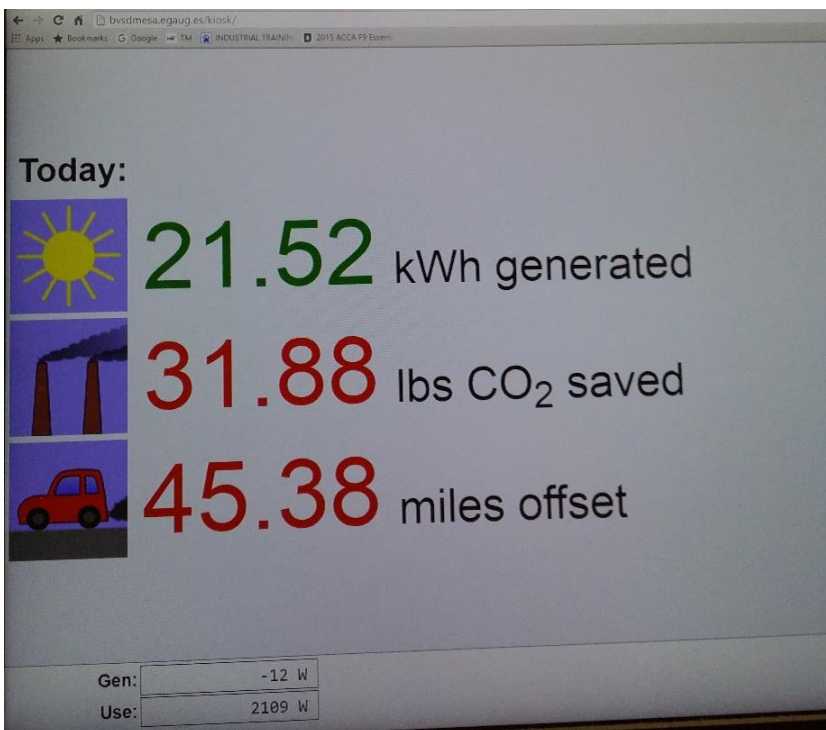 bvsdmesa.egaug.es/kiosk/
Apps Bookmarks G Google TM INDUSTRIAL TRAININ 2015 ACCA F9 Essen
Today:
21.52 kWh generated
31.88 lbs CO₂ saved
45.38 miles offset
Gen: -12 W
Use: 2109 W